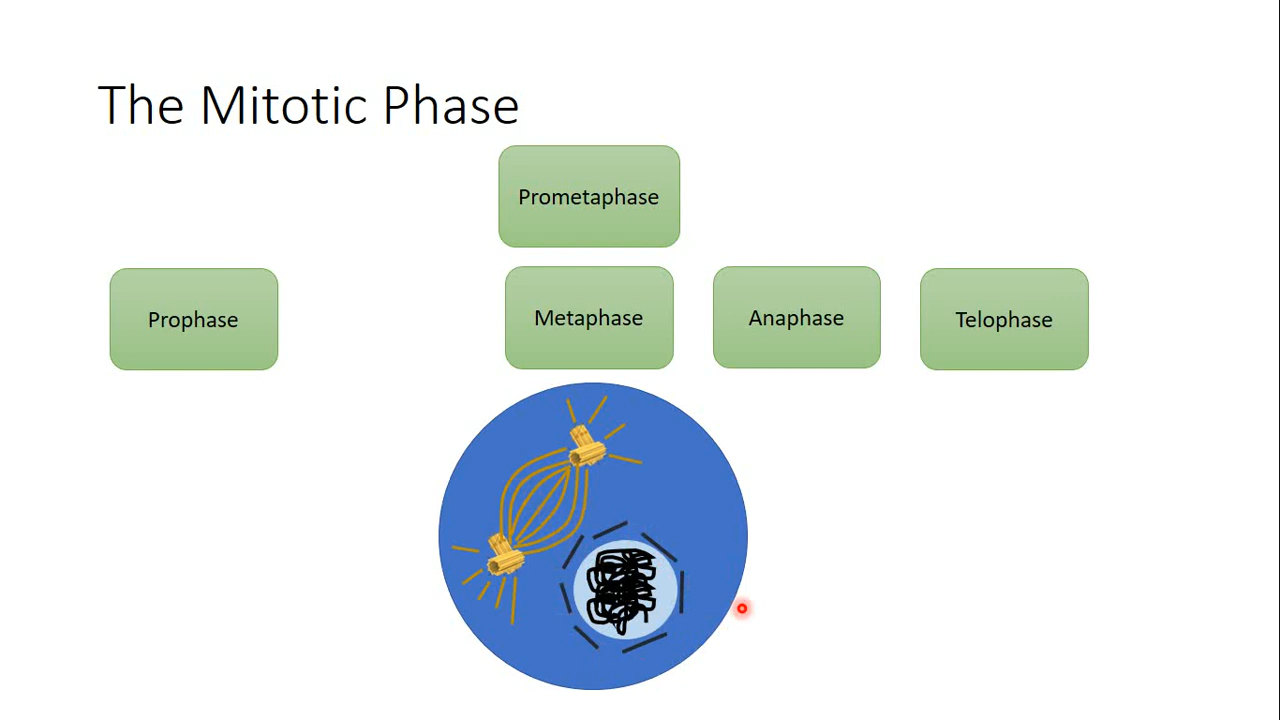 The Mitotic Phase
Prometaphase
Prophase
Metaphase
Anaphase
Telophase